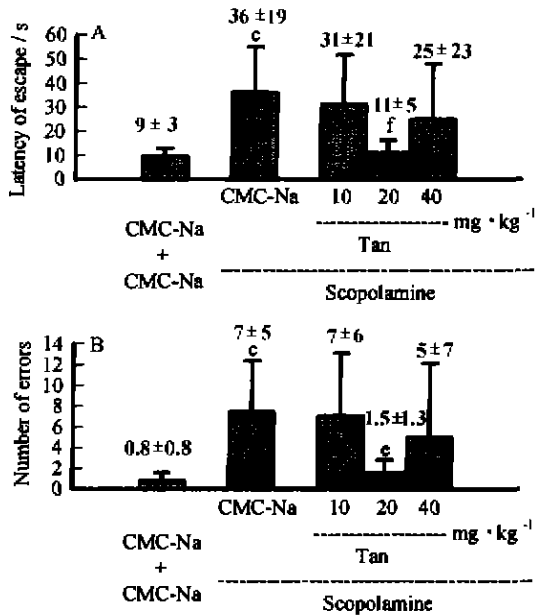 A
Latency of escape / s
60
50
40
30
20
10
0
9 ± 3
36 ±19
c
31±21
11± 5
f
25 ± 23
CMC-Na
10 20 40
mg · kg -1
CMC-Na
+
CMC-Na
Tan
Scopolamine
B
Number of errors
14
12
10
8
6
4
2
0
0.8 ±0.8
7 ± 5
c
7 ±6
1.5±1.3
e
5 ±7
CMC-Na
10 20 40
mg · kg -1
CMC-Na
+
CMC-Na
Tan
Scopolamine